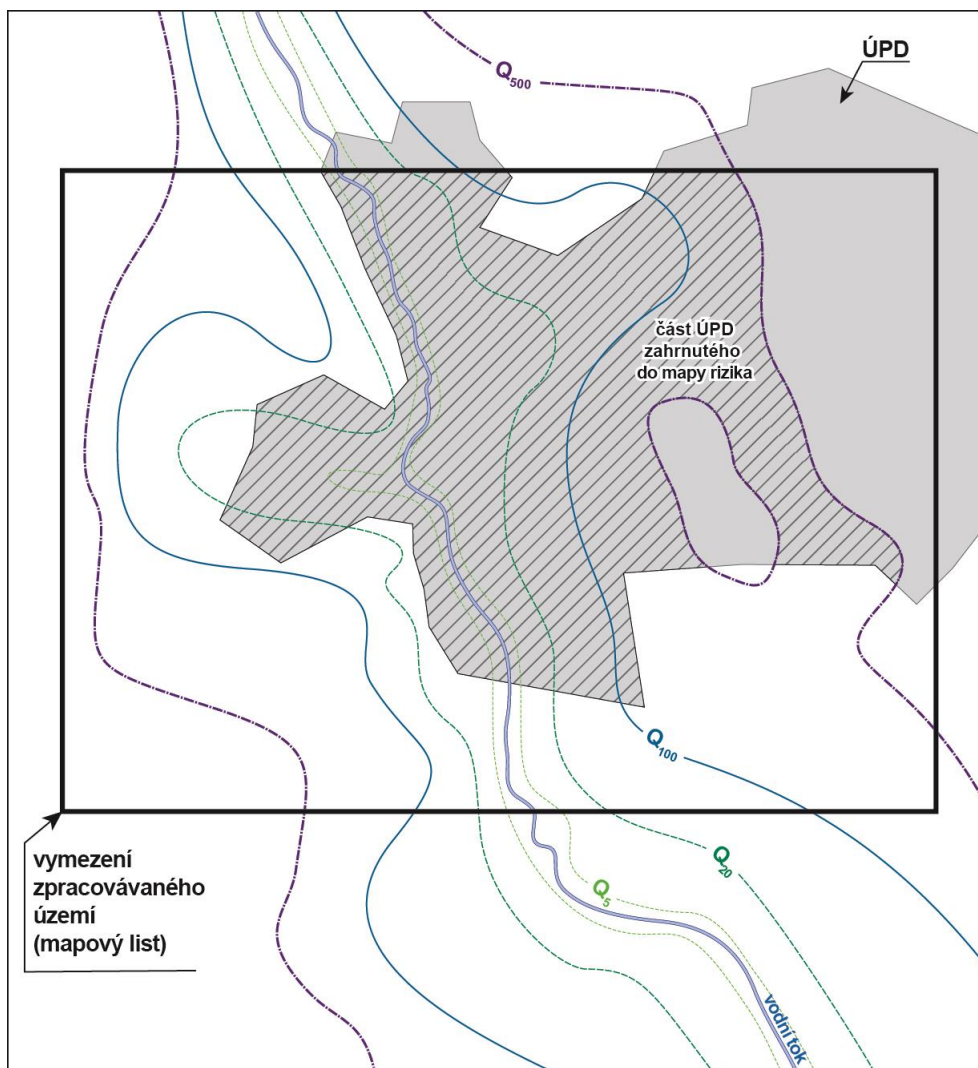 ÚPD
Q500
část ÚPD
zahrnutého
do mapy rizika
Q100
vymezení
zpracovávaného
území
(mapový list)
Q20
Q5
vodní tok